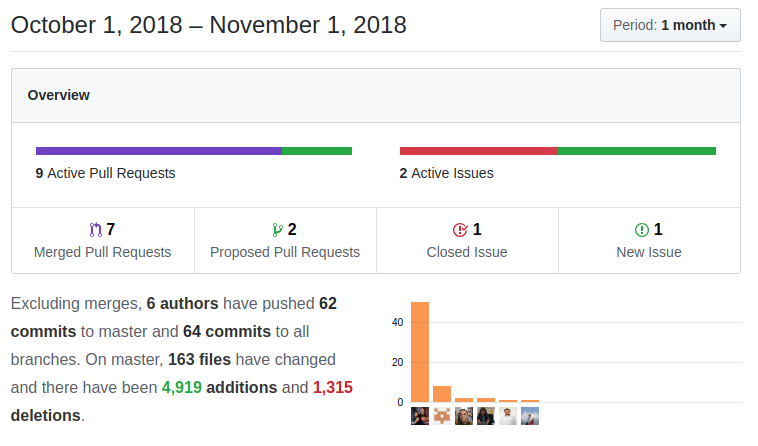 October 1, 2018 – November 1, 2018
Period: 1 month
Overview
9 Active Pull Requests
2 Active Issues
7
Merged Pull Requests
2
Proposed Pull Requests
1
Closed Issue
1
New Issue
Excluding merges, 6 authors have pushed 62
commits to master and 64 commits to all
branches. On master, 163 files have changed
and there have been 4,919 additions and 1,315
deletions.
40
20
0